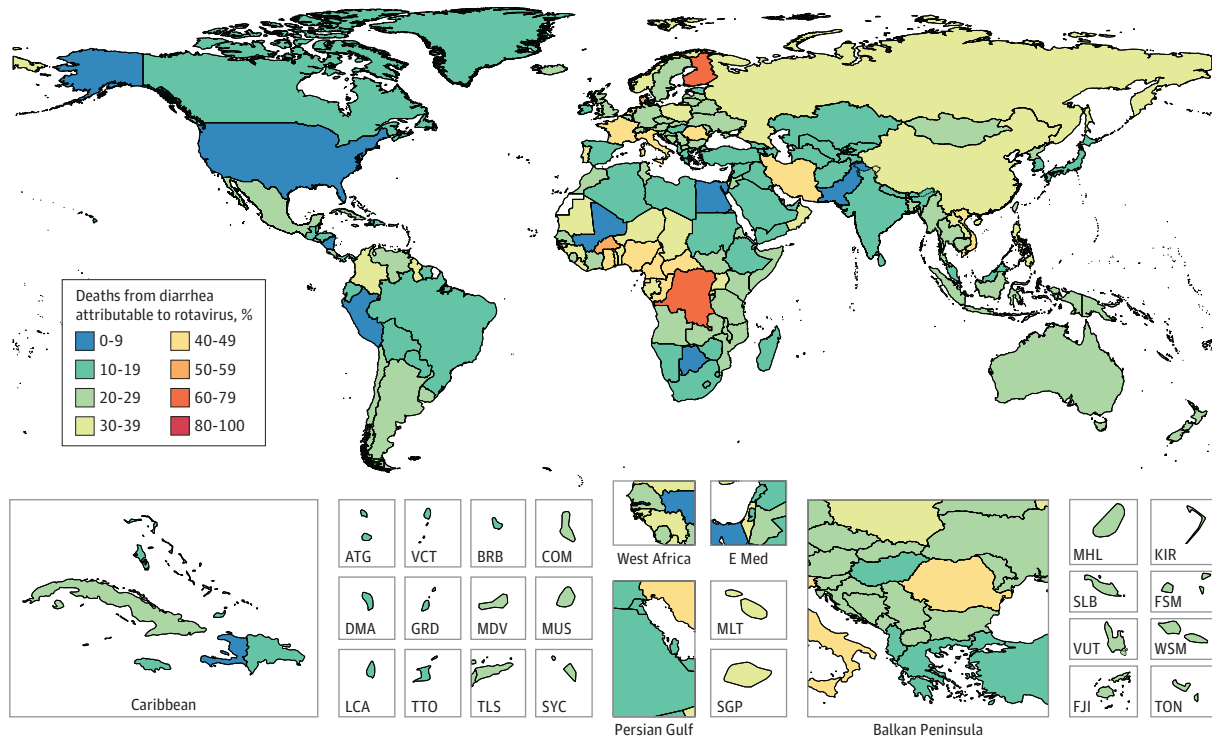 Deaths from diarrhea
attributable to rotavirus, %
0-9
10-19
20-29
30-39
40-49
50-59
60-79
80-100
Caribbean
ATG
VCT
BRB
COM
DMA
GRD
MDV
MUS
LCA
TTO
TLS
SYC
West Africa
E Med
Persian Gulf
MLT
SGP
Balkan Peninsula
MHL
KIR
SLB
FSM
VUT
WSM
FJI
TON